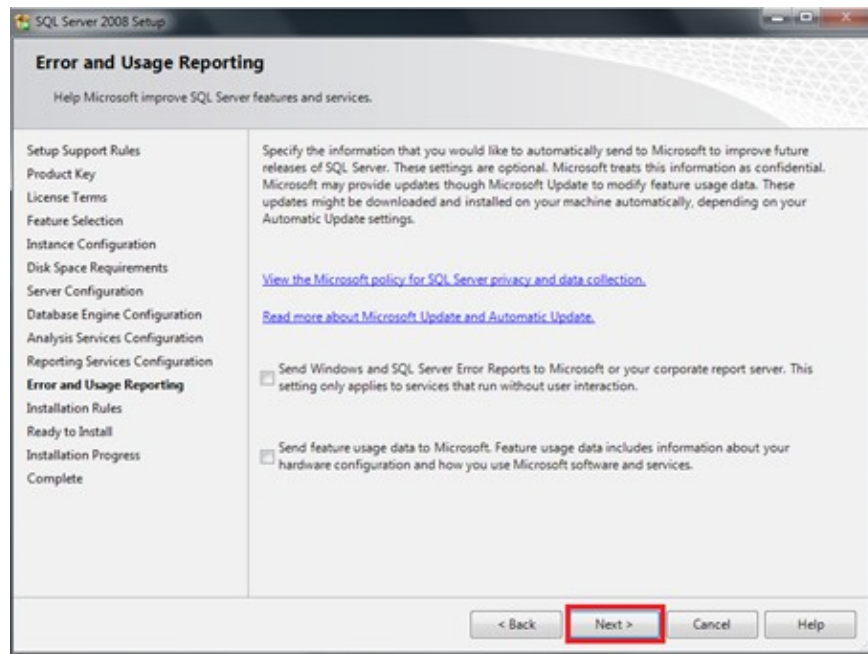 SQL Server 2008 Setup
Error and Usage Reporting
Help Microsoft improve SQL Server features and services.
Setup Support Rules
Product Key
License Terms
Feature Selection
Instance Configuration
Disk Space Requirements
Server Configuration
Database Engine Configuration
Analysis Services Configuration
Reporting Services Configuration
Error and Usage Reporting
Installation Rules
Ready to Install
Installation Progress
Complete
Specify the information that you would like to automatically send to Microsoft to improve future
releases of SQL Server. These settings are optional. Microsoft treats this information as confidential.
Microsoft may provide updates though Microsoft Update to modify feature usage data. These
updates might be downloaded and installed on your machine automatically, depending on your
Automatic Update settings.
View the Microsoft policy for SQL Server privacy and data collection.
Read more about Microsoft Update and Automatic Update.
Send Windows and SQL Server Error Reports to Microsoft or your corporate report server. This
setting only applies to services that run without user interaction.
Send feature usage data to Microsoft. Feature usage data includes information about your
hardware configuration and how you use Microsoft software and services.
< Back Next > Cancel Help